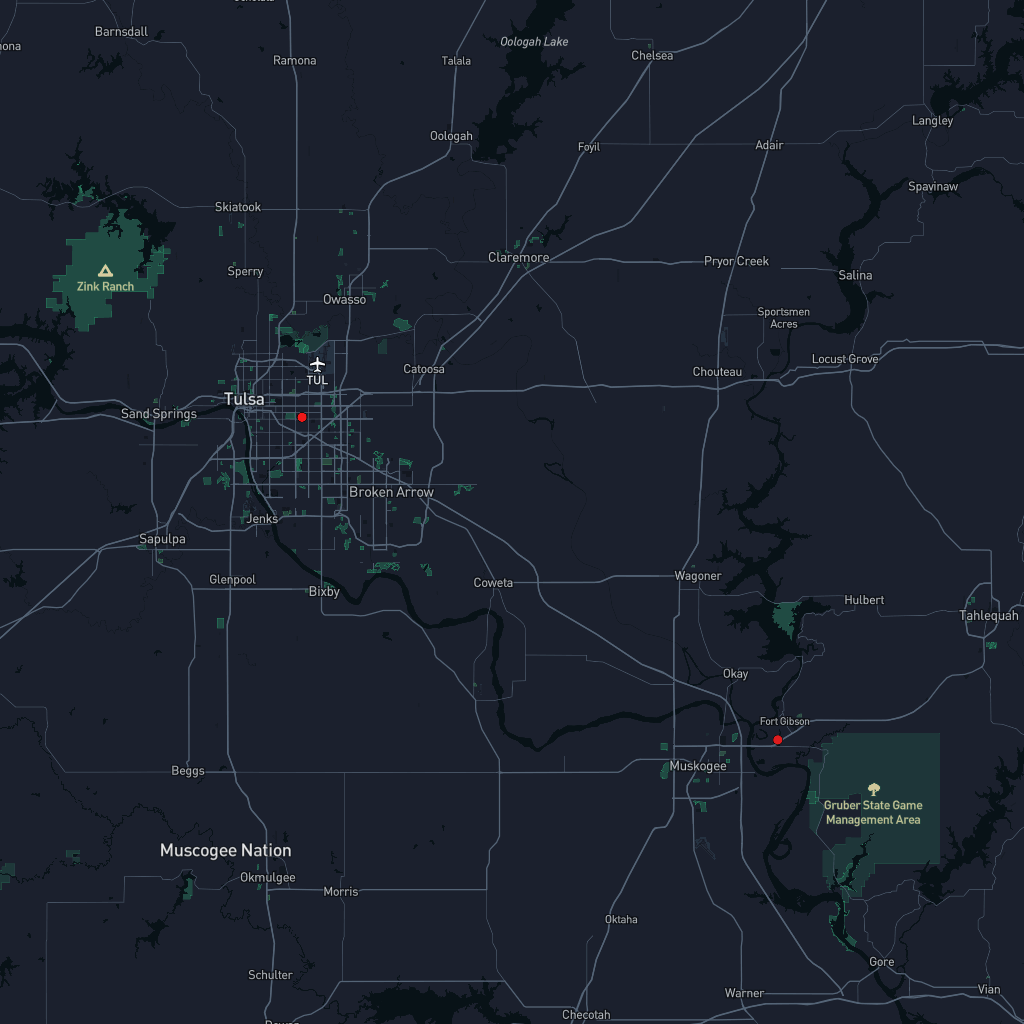 Barnsdall
Oologah Lake
Ramona
Talala
Chelsea
Langley
Oologah
Foyil
Adair
Spavinaw
Skiatook
Claremore
Pryor Creek
Sperry
Salina
Zink Ranch
Owasso
Sportsmen
Acres
Locust Grove
Catoosa
Chouteau
TUL
Tulsa
Sand Springs
Broken Arrow
Jenks
Sapulpa
Glenpool
Bixby
Coweta
Wagoner
Hulbert
Tahlequah
Okay
Fort Gibson
Muskogee
Beggs
Gruber State Game
Management Area
Muscogee Nation
Okmulgee
Morris
Oktaha
Gore
Schulter
Warner
Vian
Checotah